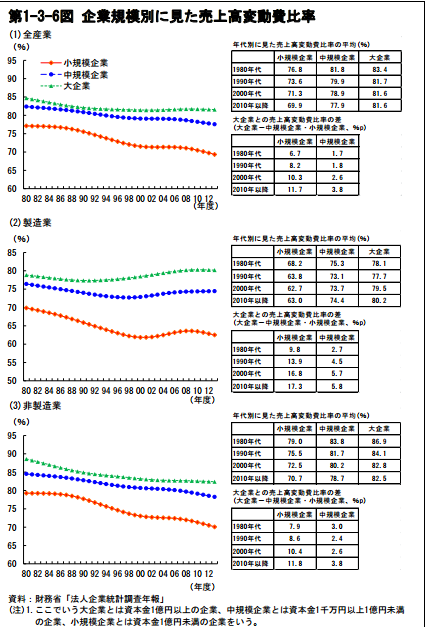 第1-3-6図 企業規模別に見た売上高変動費比率
(1)全産業
(%)
95
90
85
80
75
70
65
60
小規模企業
中規模企業
大企業
80 82 84 86 88 90 92 94 96 98 00 02 04 06 08 10 12
(年度)
年代別に見た売上高変動費比率の平均(%)
小規模企業 中規模企業 大企業
1980年代 76.8 81.8 83.4
1990年代 73.6 79.9 81.7
2000年代 71.3 78.9 81.6
2010年以降 69.9 77.9 81.6
大企業との売上高変動費比率の差
(大企業－中規模企業・小規模企業、%p)
小規模企業 中規模企業
1980年代 6.7 1.7
1990年代 8.2 1.8
2000年代 10.3 2.6
2010年以降 11.7 3.8
(2)製造業
(%)
85
80
75
70
65
60
55
50
80 82 84 86 88 90 92 94 96 98 00 02 04 06 08 10 12
(年度)
年代別に見た売上高変動費比率の平均(%)
小規模企業 中規模企業 大企業
1980年代 68.2 75.3 78.1
1990年代 63.8 73.1 77.7
2000年代 62.7 73.7 79.5
2010年以降 63.0 74.4 80.2
大企業との売上高変動費比率の差
(大企業－中規模企業・小規模企業、%p)
小規模企業 中規模企業
1980年代 9.8 2.7
1990年代 13.9 4.5
2000年代 16.8 5.7
2010年以降 17.3 5.8
(3)非製造業
(%)
95
90
85
80
75
70
65
60
80 82 84 86 88 90 92 94 96 98 00 02 04 06 08 10 12
(年度)
年代別に見た売上高変動費比率の平均(%)
小規模企業 中規模企業 大企業
1980年代 79.0 83.8 86.9
1990年代 75.5 81.7 84.1
2000年代 72.5 80.2 82.8
2010年以降 70.7 78.7 82.5
大企業との売上高変動費比率の差
(大企業－中規模企業・小規模企業、%p)
小規模企業 中規模企業
1980年代 7.9 3.0
1990年代 8.6 2.4
2000年代 10.4 2.6
2010年以降 11.8 3.8
資料：財務省「法人企業統計調査年報」
(注)1.ここでいう大企業とは資本金1億円以上の企業、中規模企業とは資本金1千万円以上1億円未満
の企業、小規模企業とは資本金1億円未満の企業をいう。